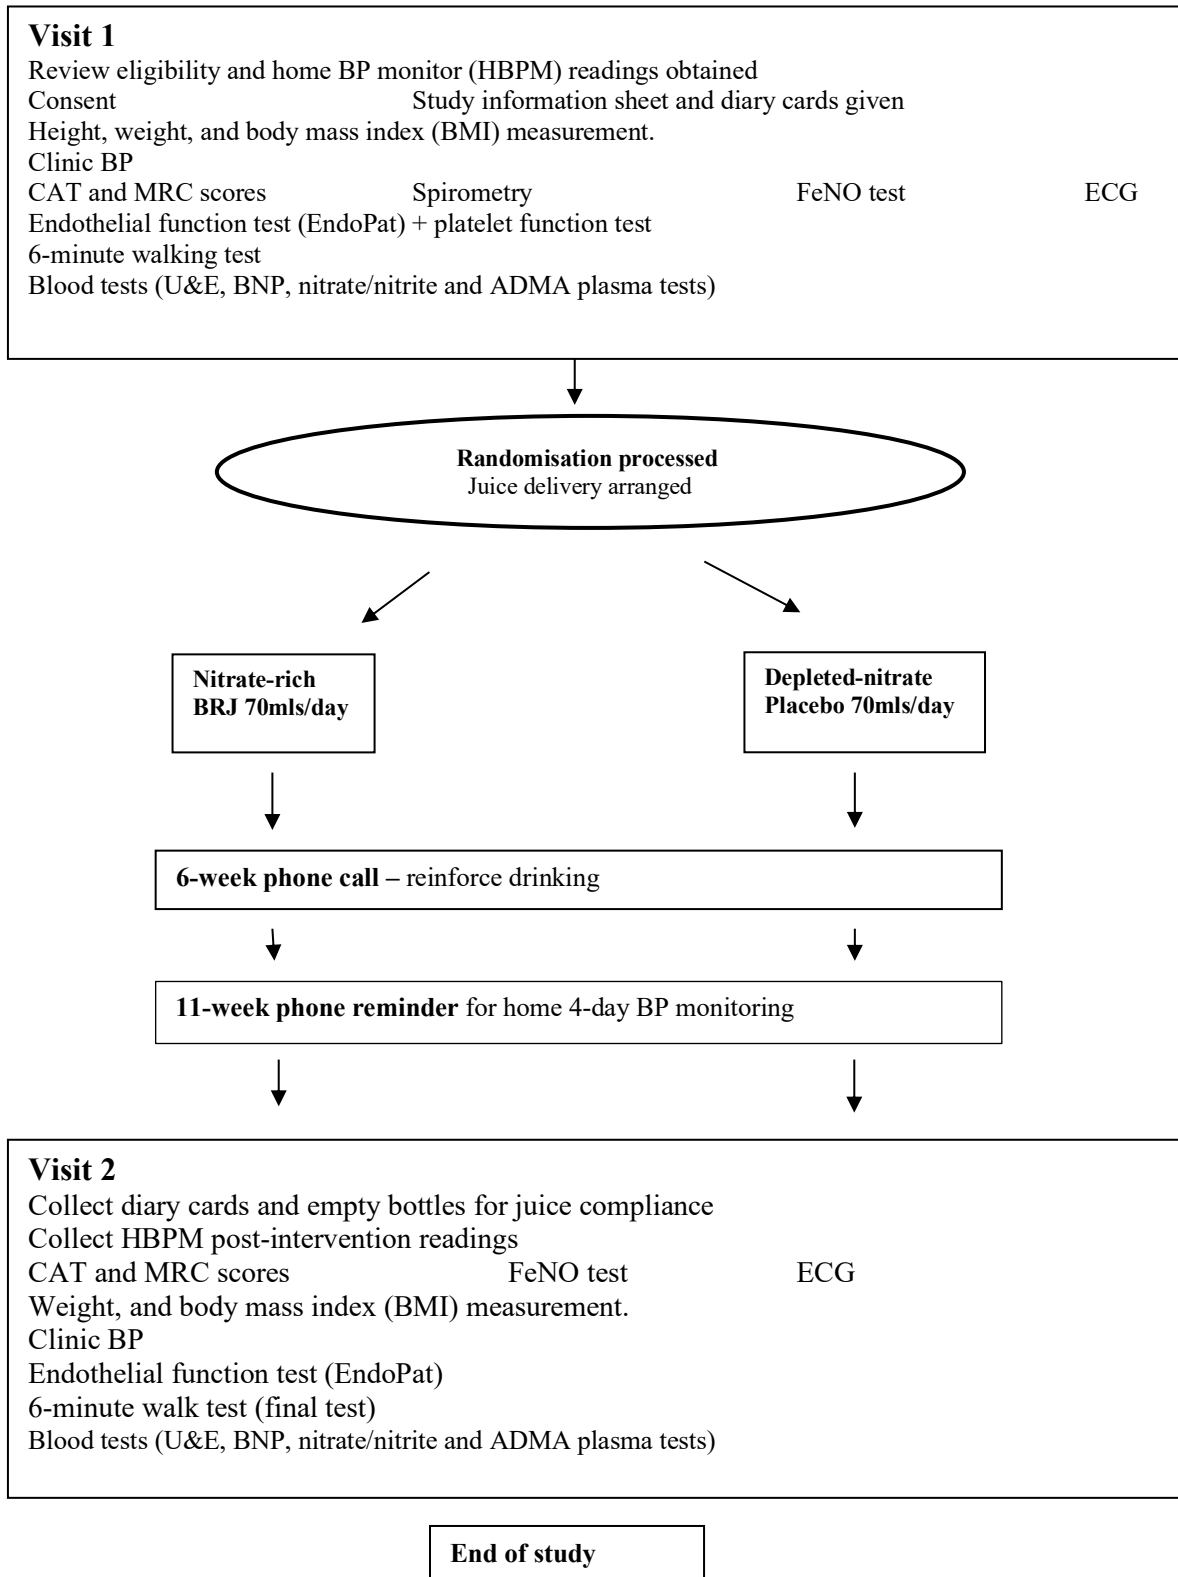 Visit 1
Review eligibility and home BP monitor (HBPM) readings obtained
Consent Study information sheet and diary cards given
Height, weight, and body mass index (BMI) measurement.
Clinic BP
CAT and MRC scores Spirometry FeNO test ECG
Endothelial function test (EndoPat) + platelet function test
6-minute walking test
Blood tests (U&E, BNP, nitrate/nitrite and ADMA plasma tests)
Randomisation processed
Juice delivery arranged
Nitrate-rich
BRJ 70mls/day
Depleted-nitrate
Placebo 70mls/day
6-week phone call – reinforce drinking
11-week phone reminder for home 4-day BP monitoring
Visit 2
Collect diary cards and empty bottles for juice compliance
Collect HBPM post-intervention readings
CAT and MRC scores FeNO test ECG
Weight, and body mass index (BMI) measurement.
Clinic BP
Endothelial function test (EndoPat)
6-minute walk test (final test)
Blood tests (U&E, BNP, nitrate/nitrite and ADMA plasma tests)
End of study